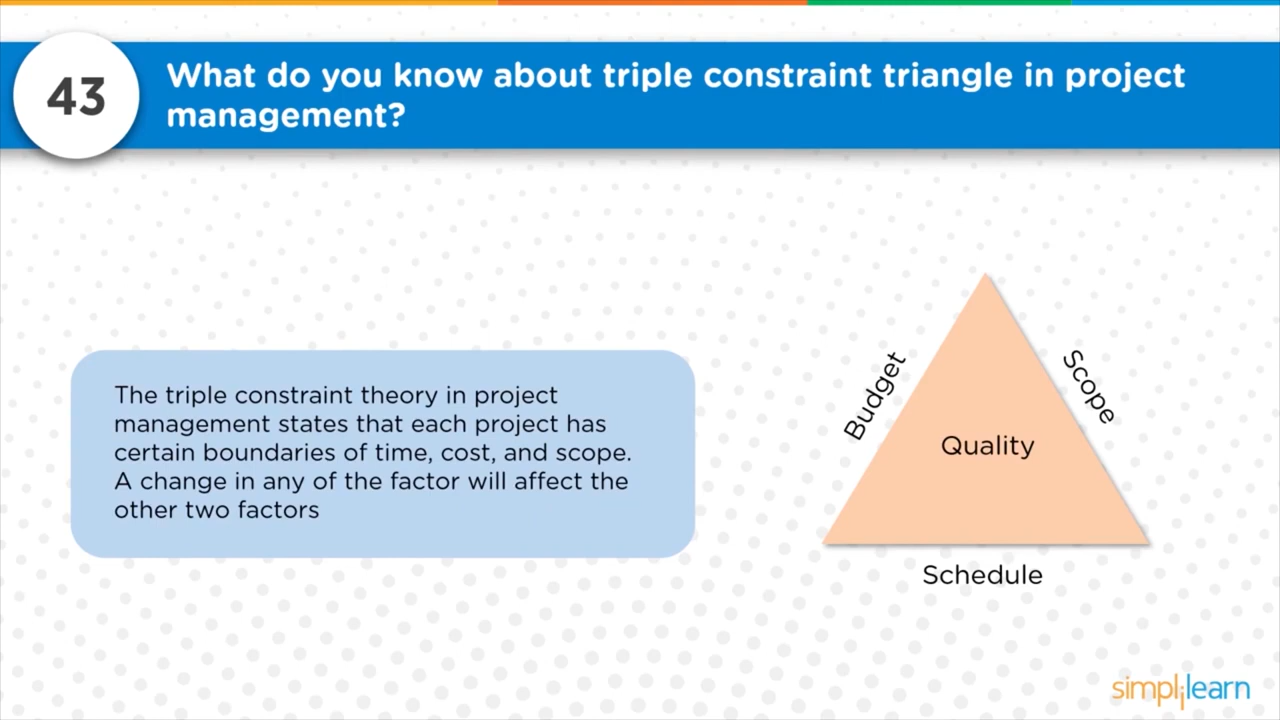 43
What do you know about triple constraint triangle in project
management?
The triple constraint theory in project
management states that each project has
certain boundaries of time, cost, and scope.
A change in any of the factor will affect the
other two factors
Budget
Scope
Quality
Schedule
simplilearn